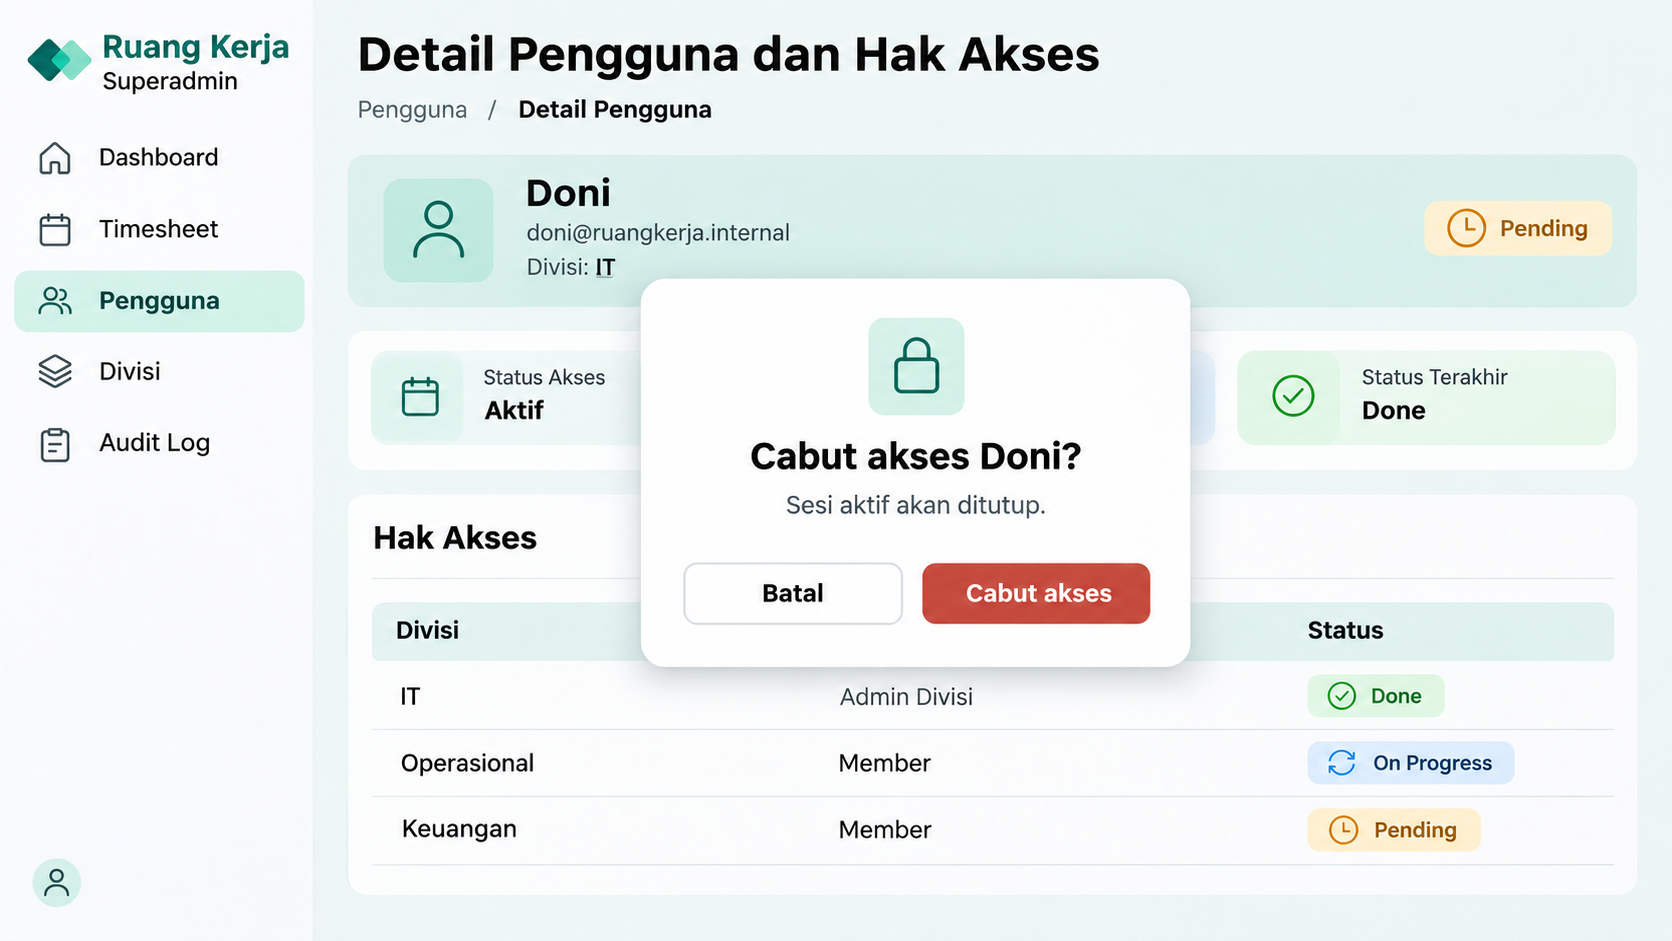 Ruang Kerja
Superadmin
Dashboard
Timesheet
Pengguna
Divisi
Audit Log
Detail Pengguna dan Hak Akses
Pengguna / Detail Pengguna
Doni
doni@ruangkerja.internal
Divisi: IT
Pending
Status Akses
Aktif
Status Terakhir
Done
Cabut akses Doni?
Sesi aktif akan ditutup.
Batal
Cabut akses
Hak Akses
Divisi Status
IT Admin Divisi Done
Operasional Member On Progress
Keuangan Member Pending